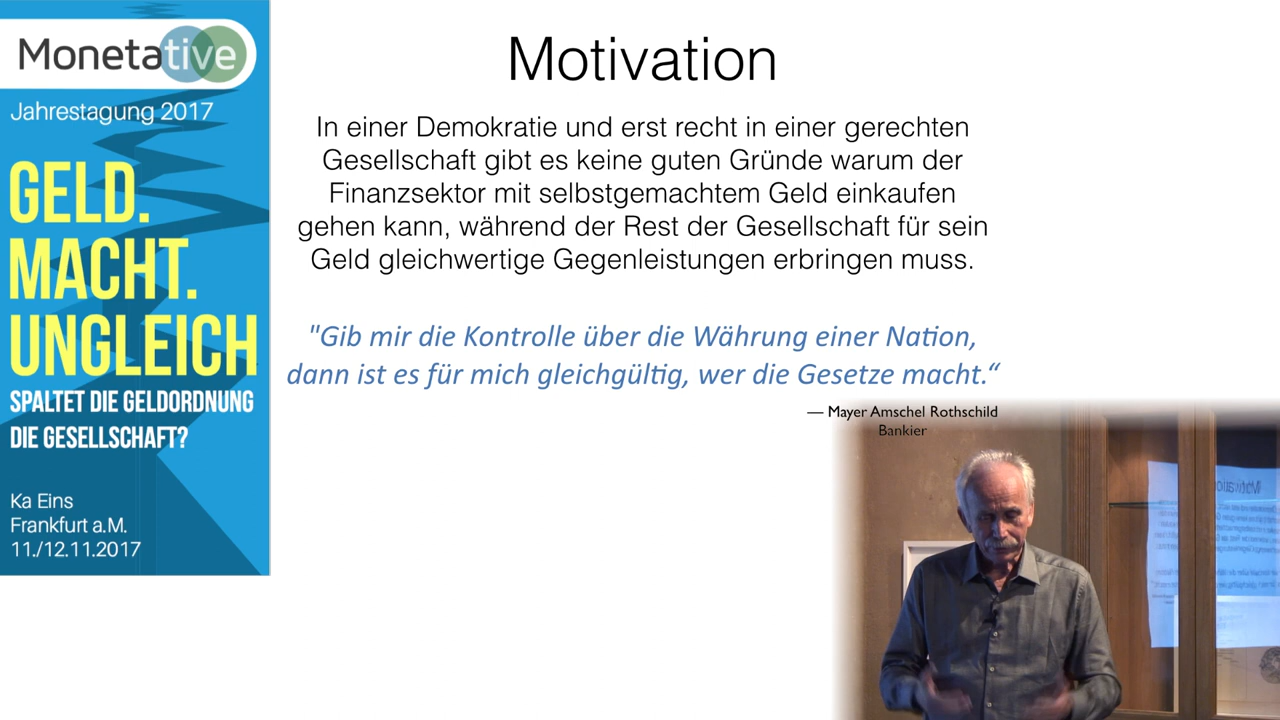 Monetative
Jahrestagung 2017
GELD.
MACHT.
UNGLEICH
SPALTET DIE GELDORDNUNG
DIE GESELLSCHAFT?
Ka Eins
Frankfurt a.M.
11./12.11.2017
Motivation
In einer Demokratie und erst recht in einer gerechten
Gesellschaft gibt es keine guten Gründe warum der
Finanzsektor mit selbstgemachtem Geld einkaufen
gehen kann, während der Rest der Gesellschaft für sein
Geld gleichwertige Gegenleistungen erbringen muss.
"Gib mir die Kontrolle über die Währung einer Nation,
dann ist es für mich gleichgültig, wer die Gesetze macht.“
— Mayer Amschel Rothschild
Bankier